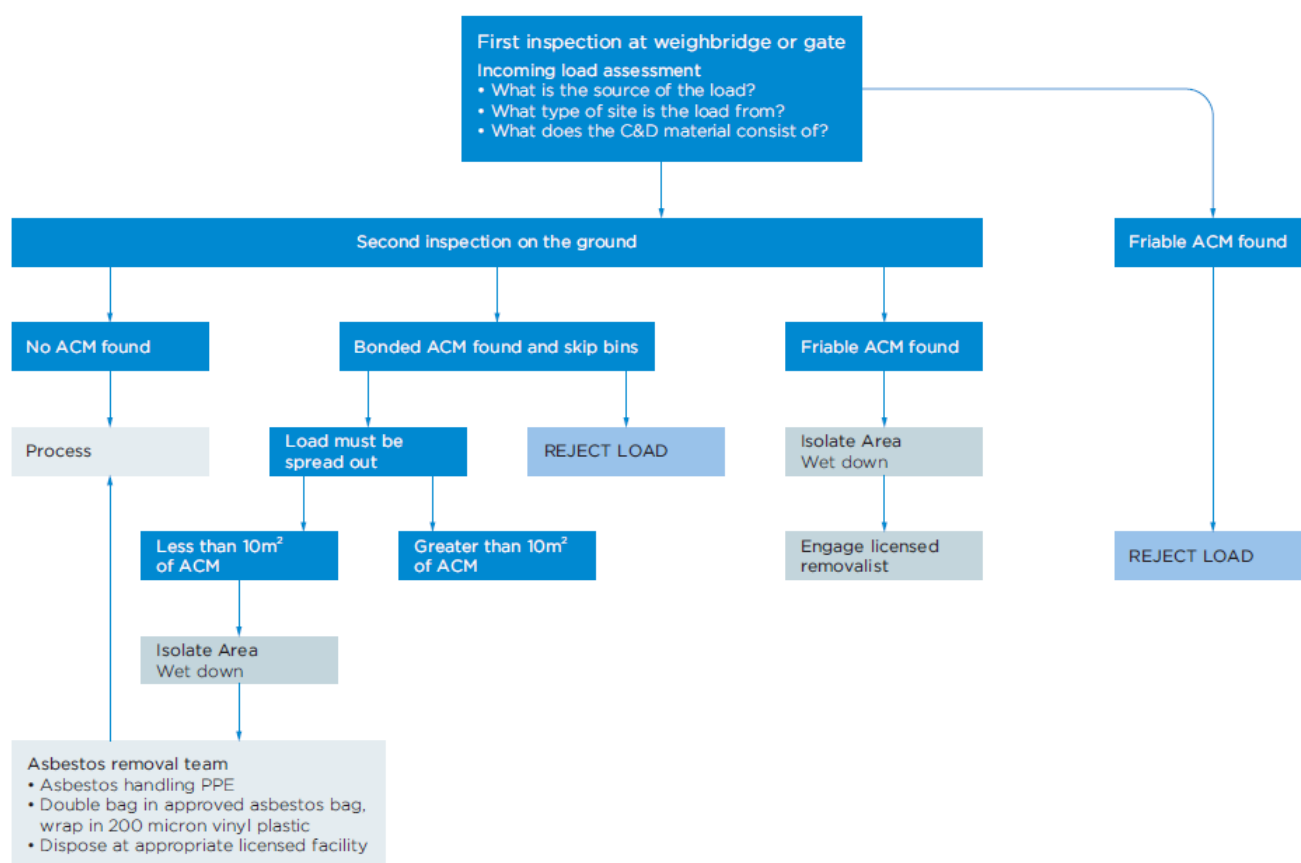 First inspection at weighbridge or gate
Incoming load assessment
• What is the source of the load?
• What type of site is the load from?
• What does the C&D material consist of?
Second inspection on the ground
Friable ACM found
No ACM found
Bonded ACM found and skip bins
Friable ACM found
Process
Load must be
spread out
REJECT LOAD
Isolate Area
Wet down
Less than 10m²
of ACM
Greater than 10m²
of ACM
Engage licensed
removalist
REJECT LOAD
Isolate Area
Wet down
Asbestos removal team
• Asbestos handling PPE
• Double bag in approved asbestos bag,
wrap in 200 micron vinyl plastic
• Dispose at appropriate licensed facility